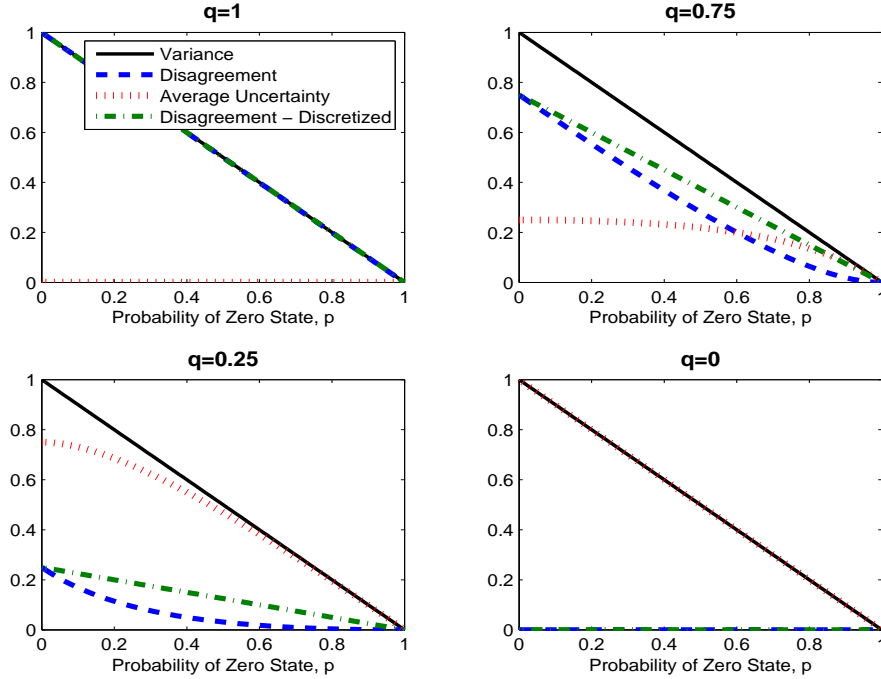 q=1
1
0.8
0.6
0.4
0.2
0
0 0.2 0.4 0.6 0.8 1
Probability of Zero State, p
Variance
Disagreement
Average Uncertainty
Disagreement − Discretized
q=0.75
1
0.8
0.6
0.4
0.2
0
0 0.2 0.4 0.6 0.8 1
Probability of Zero State, p
q=0.25
1
0.8
0.6
0.4
0.2
0
0 0.2 0.4 0.6 0.8 1
Probability of Zero State, p
q=0
1
0.8
0.6
0.4
0.2
0
0 0.2 0.4 0.6 0.8 1
Probability of Zero State, p